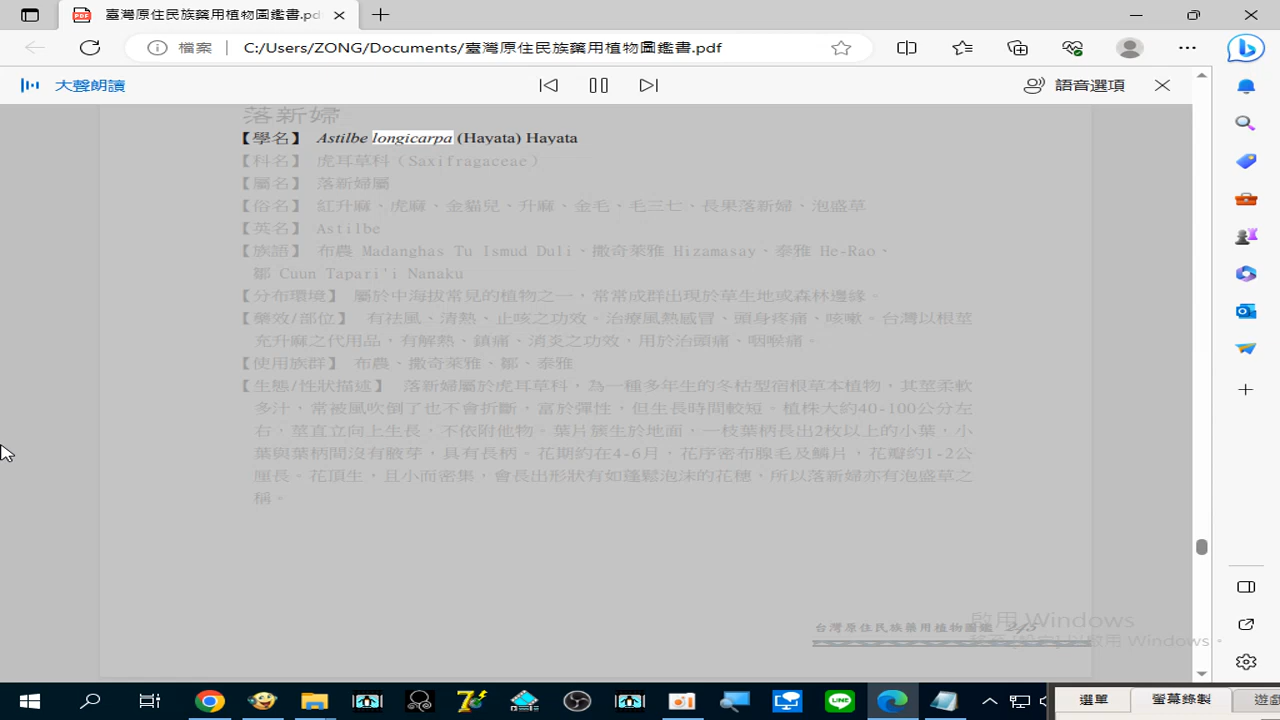 臺灣原住民族藥用植物圖鑑書.pdf
檔案 C:/Users/ZONG/Documents/臺灣原住民族藥用植物圖鑑書.pdf
大聲朗讀 語音選項
落新婦
【學名】 Astilbe longicarpa (Hayata) Hayata
【科名】 虎耳草科（Saxifragaceae）
【屬名】 落新婦屬
【俗名】 紅升麻、虎麻、金貓兒、升麻、金毛、毛三七、長果落新婦、泡盛草
【英名】 Astilbe
【族語】 布農 Madanghas Tu Ismud Duli、撒奇萊雅 Hizamasay、泰雅 He-Rao、
鄒 Cuun Tapari'i Nanaku
【分布環境】 屬於中海拔常見的植物之一，常常成群出現於草生地或森林邊緣。
【藥效/部位】 有祛風、清熱、止咳之功效。治療風熱感冒、頭身疼痛、咳嗽。台灣以根莖
充升麻之代用品，有解熱、鎮痛、消炎之功效，用於治頭痛、咽喉痛。
【使用族群】 布農、撒奇萊雅、鄒、泰雅
【生態/性狀描述】 落新婦屬於虎耳草科，為一種多年生的冬枯型宿根草本植物，其莖柔軟
多汁，常被風吹倒了也不會折斷，富於彈性，但生長時間較短。植株大約40-100公分左
右，莖直立向上生長，不依附他物。葉片簇生於地面，一枝葉柄長出2枚以上的小葉，小
葉與葉柄間沒有腋芽，具有長柄。花期約在4-6月，花序密布腺毛及鱗片，花瓣約1-2公
厘長。花頂生，且小而密集，會長出形狀有如蓬鬆泡沫的花穗，所以落新婦亦有泡盛草之
稱。
啟用 Windows
台灣原住民族藥用植物圖鑑 245
移至 [設定] 以啟用 Windows。
選單 螢幕錄製 遊戲